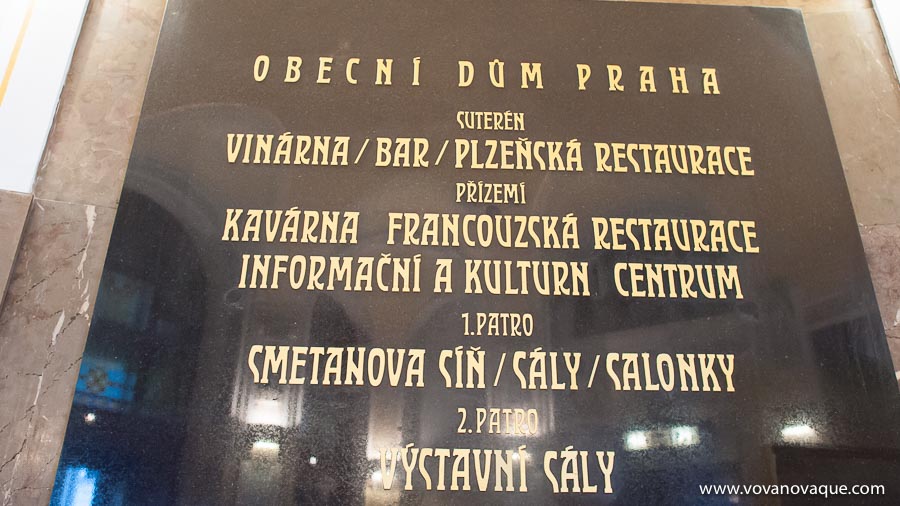 OBECNÍ DŮM PRAHA
SUTERÉN
VINÁRNA / BAR / PLZEŇSKÁ RESTAURACE
PŘÍZEMÍ
KAVÁRNA FRANCOUZSKÁ RESTAURACE
INFORMAČNÍ A KULTURN CENTRUM
1. PATRO
SMETANOVA SÍŇ / SÁLY / SALONKY
2. PATRO
VÝSTAVNÍ SÁLY
www.vovanovaque.com